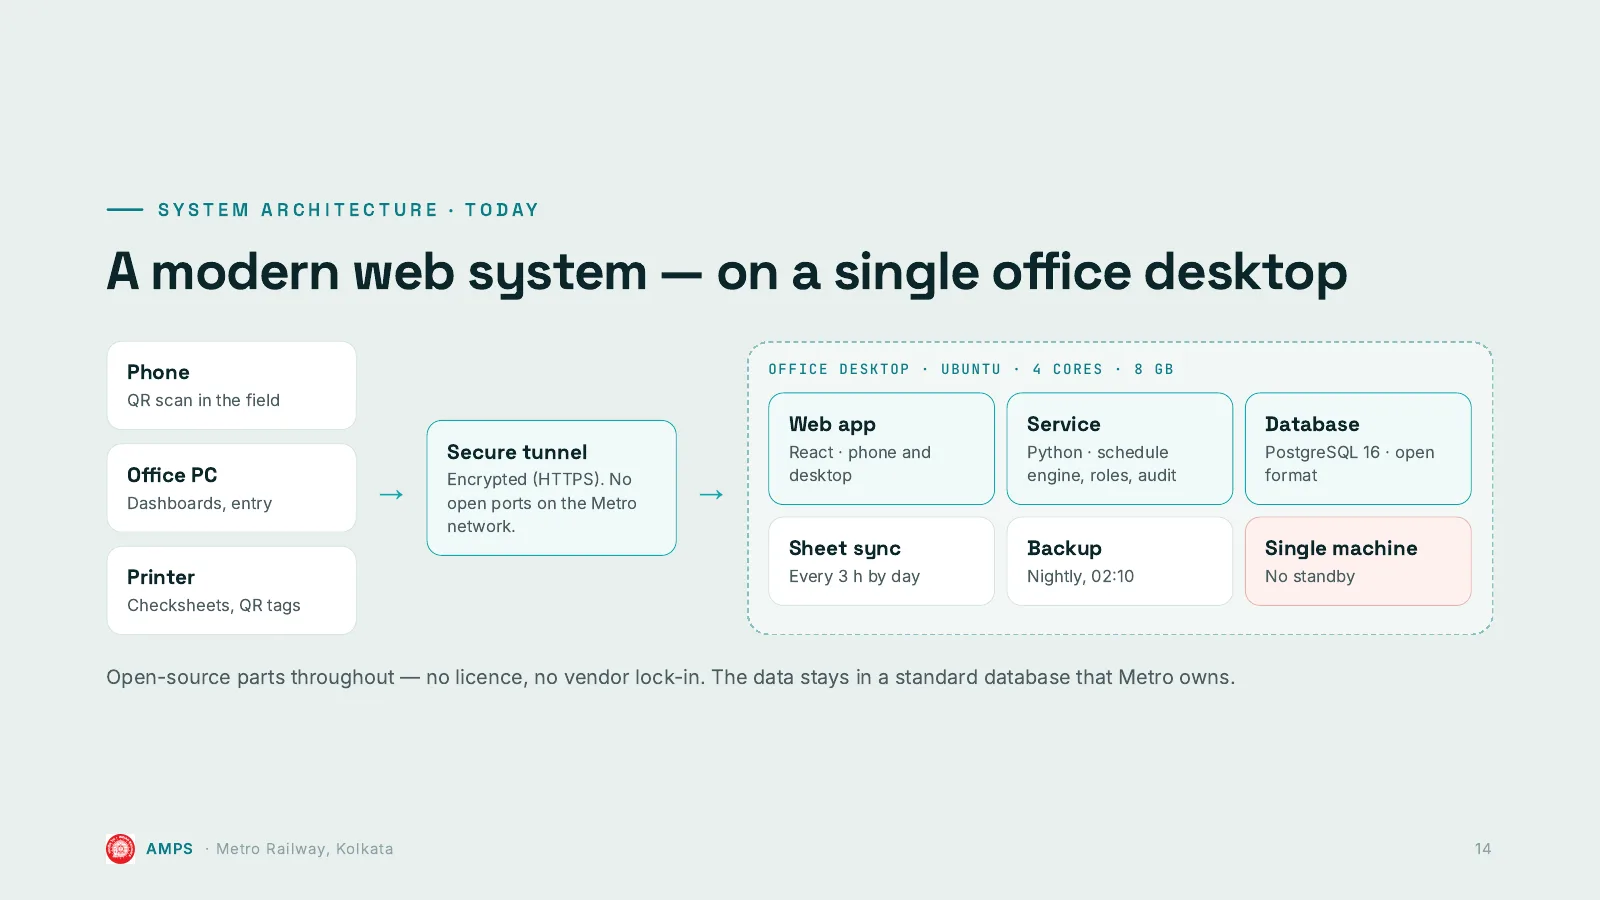 SYSTEM ARCHITECTURE · TODAY
A modern web system — on a single office desktop
Phone
QR scan in the field
Office PC
Dashboards, entry
Printer
Checksheets, QR tags
→
Secure tunnel
Encrypted (HTTPS). No
open ports on the Metro
network.
→
OFFICE DESKTOP · UBUNTU · 4 CORES · 8 GB
Web app
React · phone and
desktop
Service
Python · schedule
engine, roles, audit
Database
PostgreSQL 16 · open
format
Sheet sync
Every 3 h by day
Backup
Nightly, 02:10
Single machine
No standby
Open-source parts throughout — no licence, no vendor lock-in. The data stays in a standard database that Metro owns.
AMPS · Metro Railway, Kolkata
14